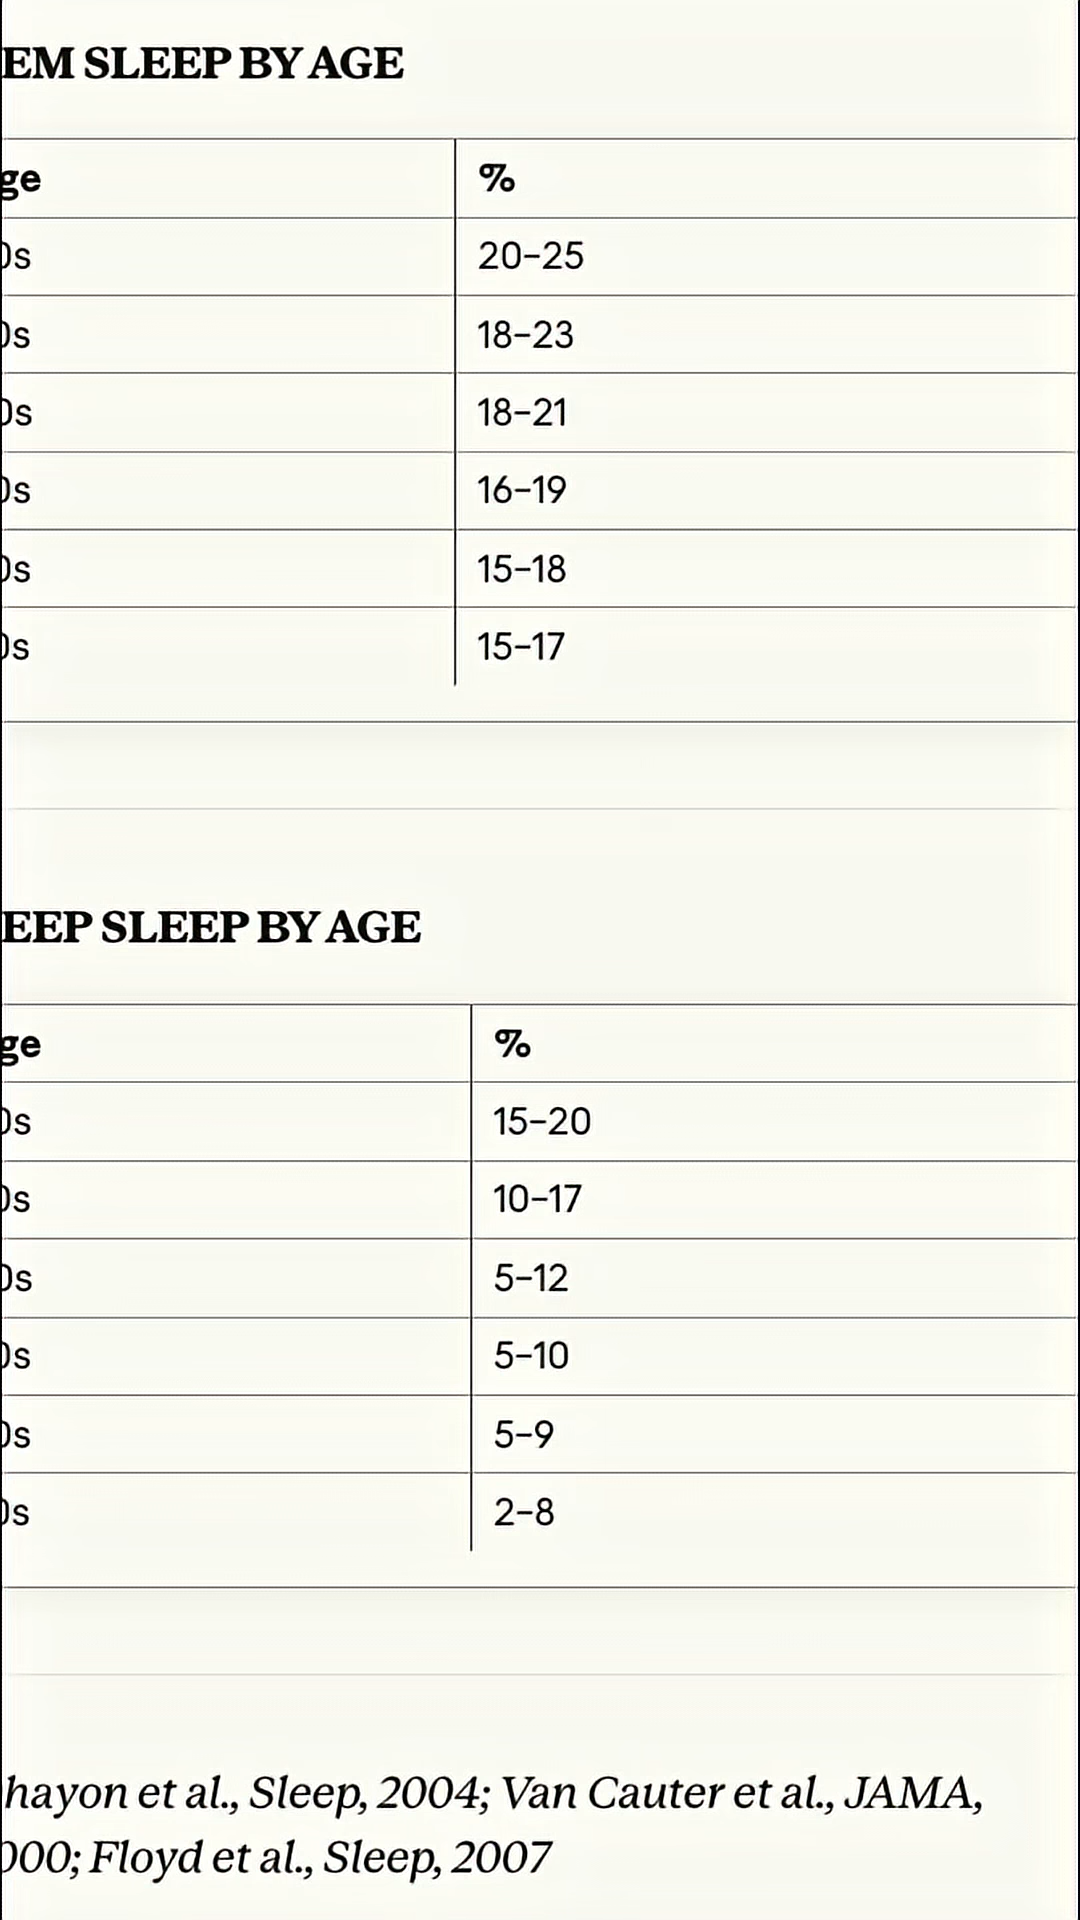 EM SLEEP BY AGE
ge %
0s 20–25
0s 18–23
0s 18–21
0s 16–19
0s 15–18
0s 15–17
EEP SLEEP BY AGE
ge %
0s 15–20
0s 10–17
0s 5–12
0s 5–10
0s 5–9
0s 2–8
hayon et al., Sleep, 2004; Van Cauter et al., JAMA,
000; Floyd et al., Sleep, 2007